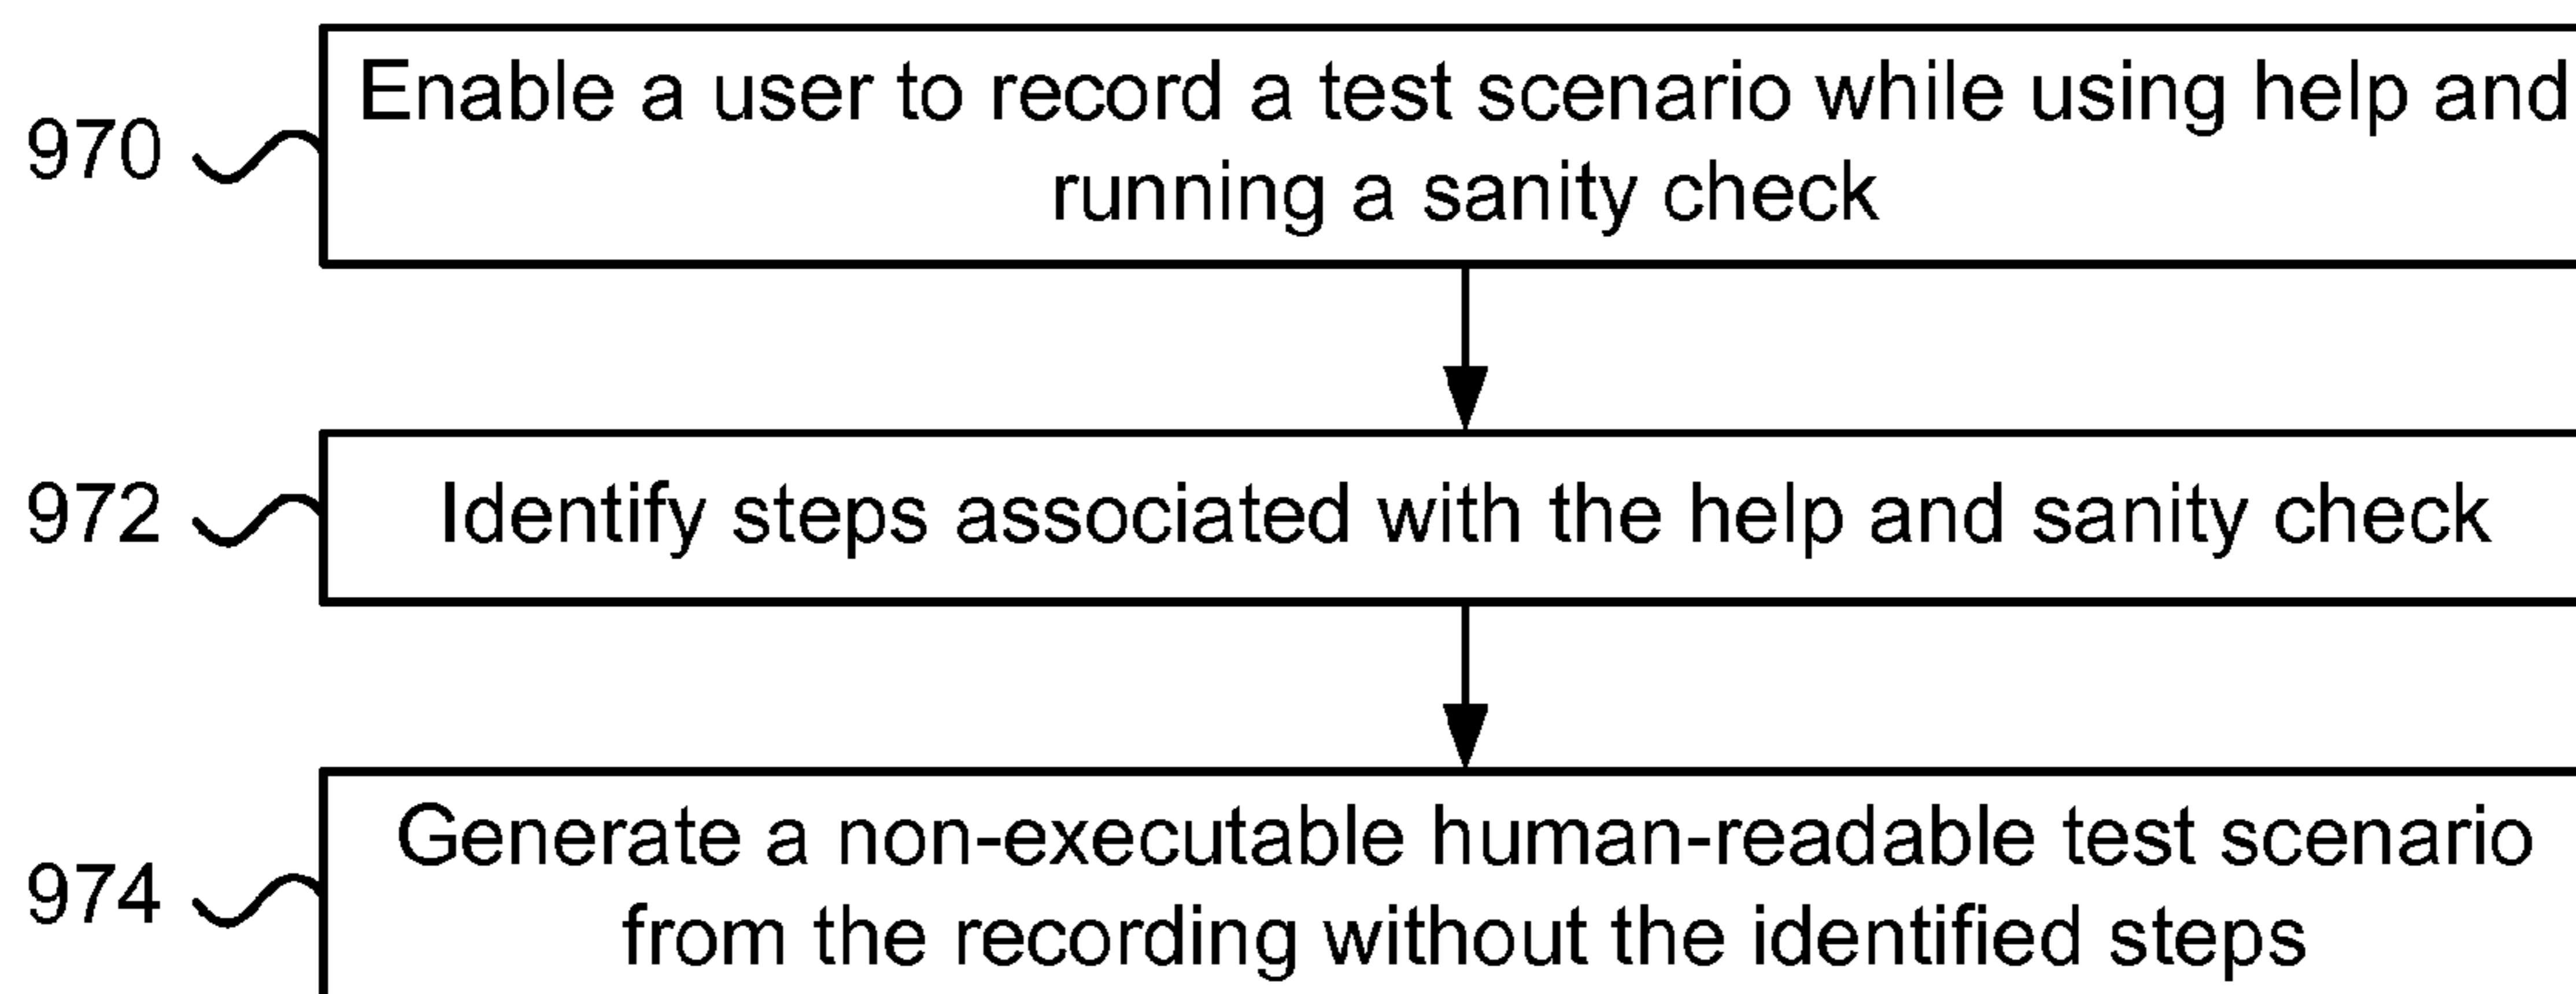 970
Enable a user to record a test scenario while using help and
running a sanity check
972
Identify steps associated with the help and sanity check
974
Generate a non-executable human-readable test scenario
from the recording without the identified steps